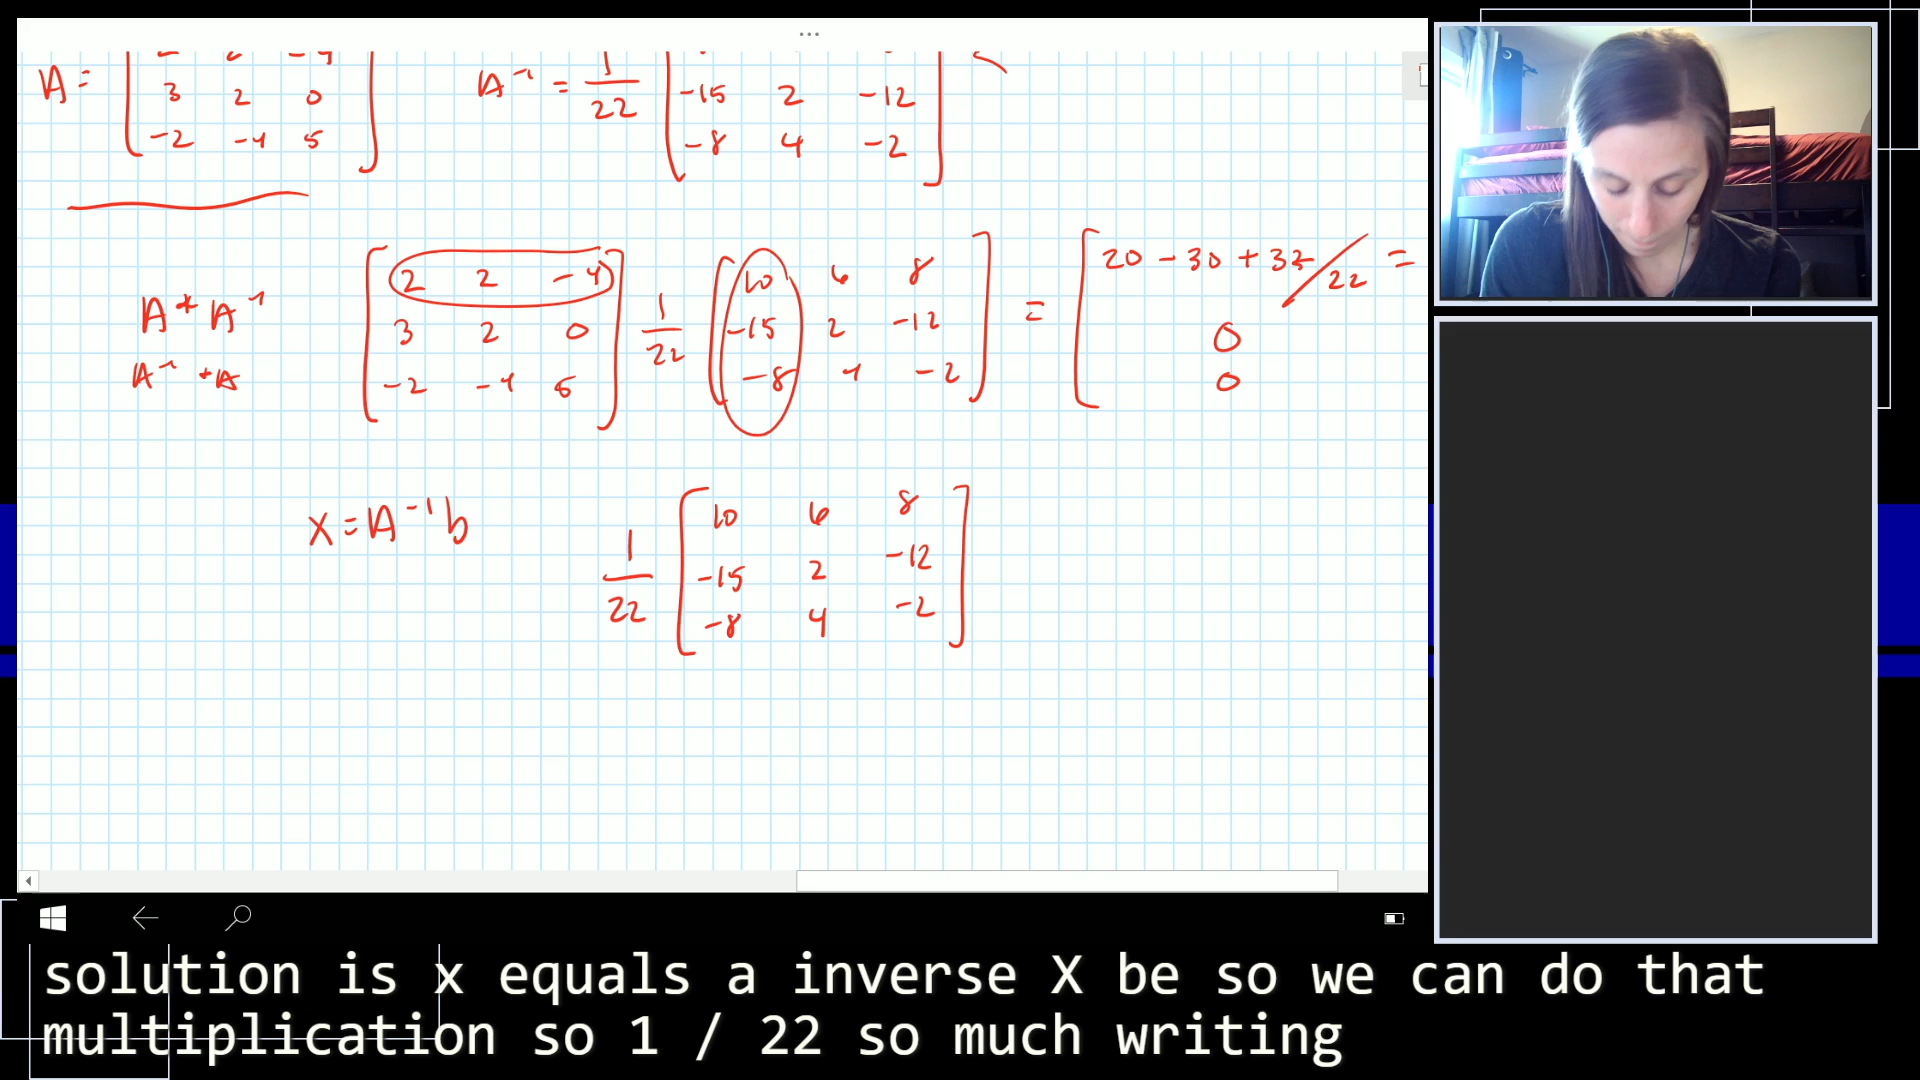 A = 3 2 0
-2 -4 5
A⁻¹ = 1/22 -15 2 -12
-8 4 -2
A * A⁻¹
A⁻¹ * A
2 2 -4
3 2 0
-2 -4 5
1/22
10 6 8
-15 2 -12
-8 4 -2
=
20 - 30 + 32 / 22 =
0
0
X = A⁻¹b
1/22
10 6 8
-15 2 -12
-8 4 -2
solution is x equals a inverse X be so we can do that
multiplication so 1 / 22 so much writing